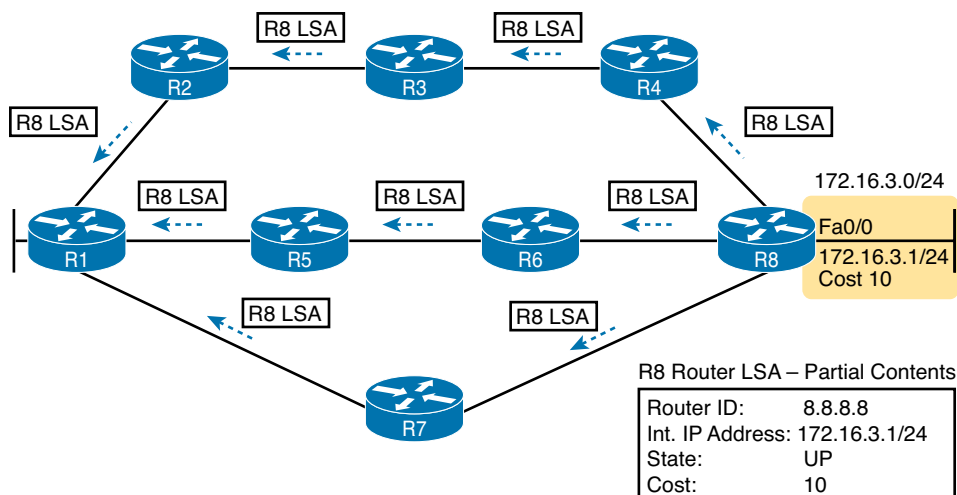 R8 LSA
R8 LSA
R2
R3
R4
R8 LSA
R8 LSA
172.16.3.0/24
R8 LSA
R8 LSA
R8 LSA
Fa0/0
R1
R5
R6
R8
172.16.3.1/24
Cost 10
R8 LSA
R8 LSA
R7
R8 Router LSA – Partial Contents
Router ID: 8.8.8.8
Int. IP Address: 172.16.3.1/24
State: UP
Cost: 10